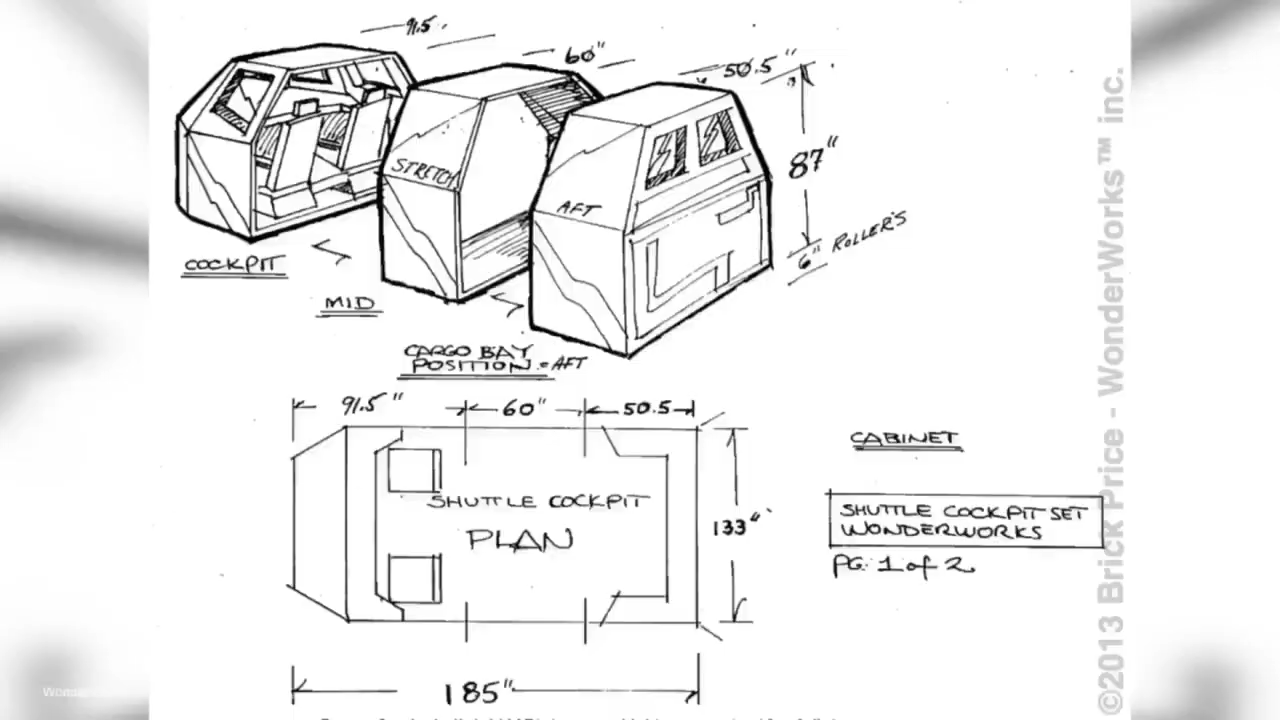 91.5
60"
50.5"
87"
6" ROLLER'S
STRETCH
AFT
COCKPIT
MID
CARGO BAY
POSITION = AFT
91.5"
60"
50.5
SHUTTLE COCKPIT
PLAN
133"
185"
CABINET
SHUTTLE COCKPIT SET
WONDERWORKS
PG. 1 of 2
©2013 Brick Price - WonderWorks™ inc.